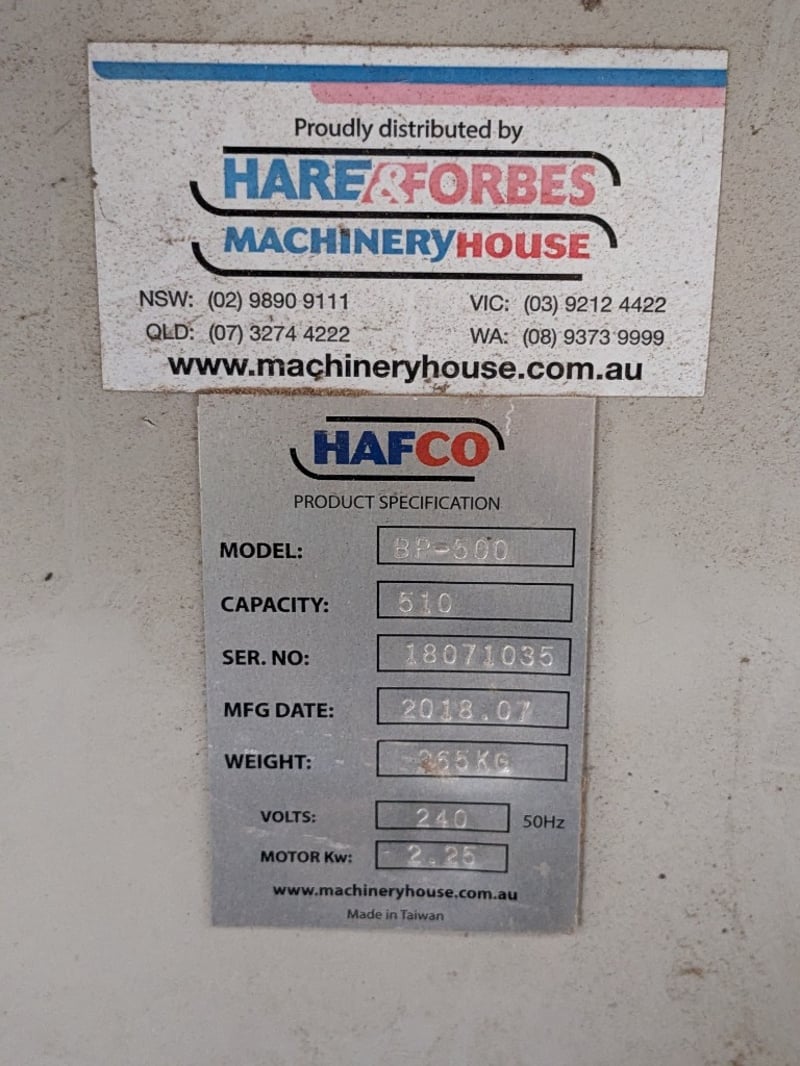 Proudly distributed by
HARE&FORBES
MACHINERYHOUSE
NSW: (02) 9890 9111 VIC: (03) 9212 4422
QLD: (07) 3274 4222 WA: (08) 9373 9999
www.machineryhouse.com.au
HAFCO
PRODUCT SPECIFICATION
MODEL: BP-500
CAPACITY: 510
SER. NO: 18071035
MFG DATE: 2018.07
WEIGHT: 265KG
VOLTS: 240 50Hz
MOTOR Kw: 2.25
www.machineryhouse.com.au
Made in Taiwan